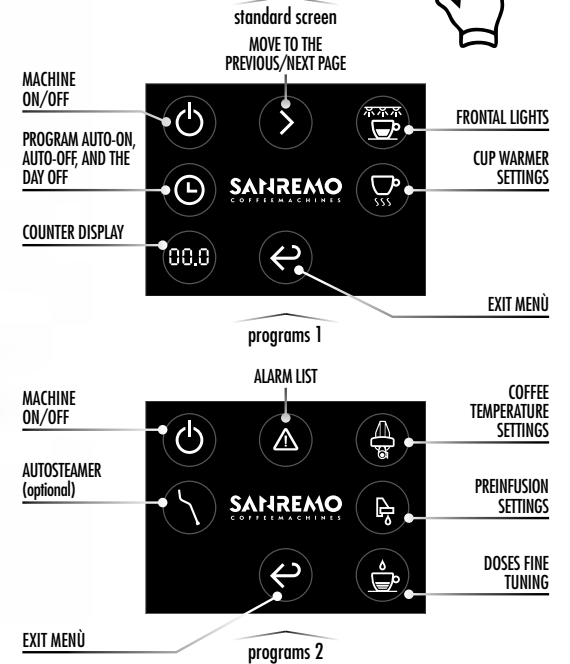 standard screen
MOVE TO THE
PREVIOUS/NEXT PAGE
MACHINE
ON/OFF
FRONTAL LIGHTS
PROGRAM AUTO-ON,
AUTO-OFF, AND THE
DAY OFF
CUP WARMER
SETTINGS
SANREMO
COFFEEMACHINES
COUNTER DISPLAY
00.0
EXIT MENÙ
programs 1
ALARM LIST
MACHINE
ON/OFF
COFFEE
TEMPERATURE
SETTINGS
AUTOSTEAMER
(optional)
PREINFUSION
SETTINGS
SANREMO
COFFEEMACHINES
DOSES FINE
TUNING
EXIT MENÙ
programs 2